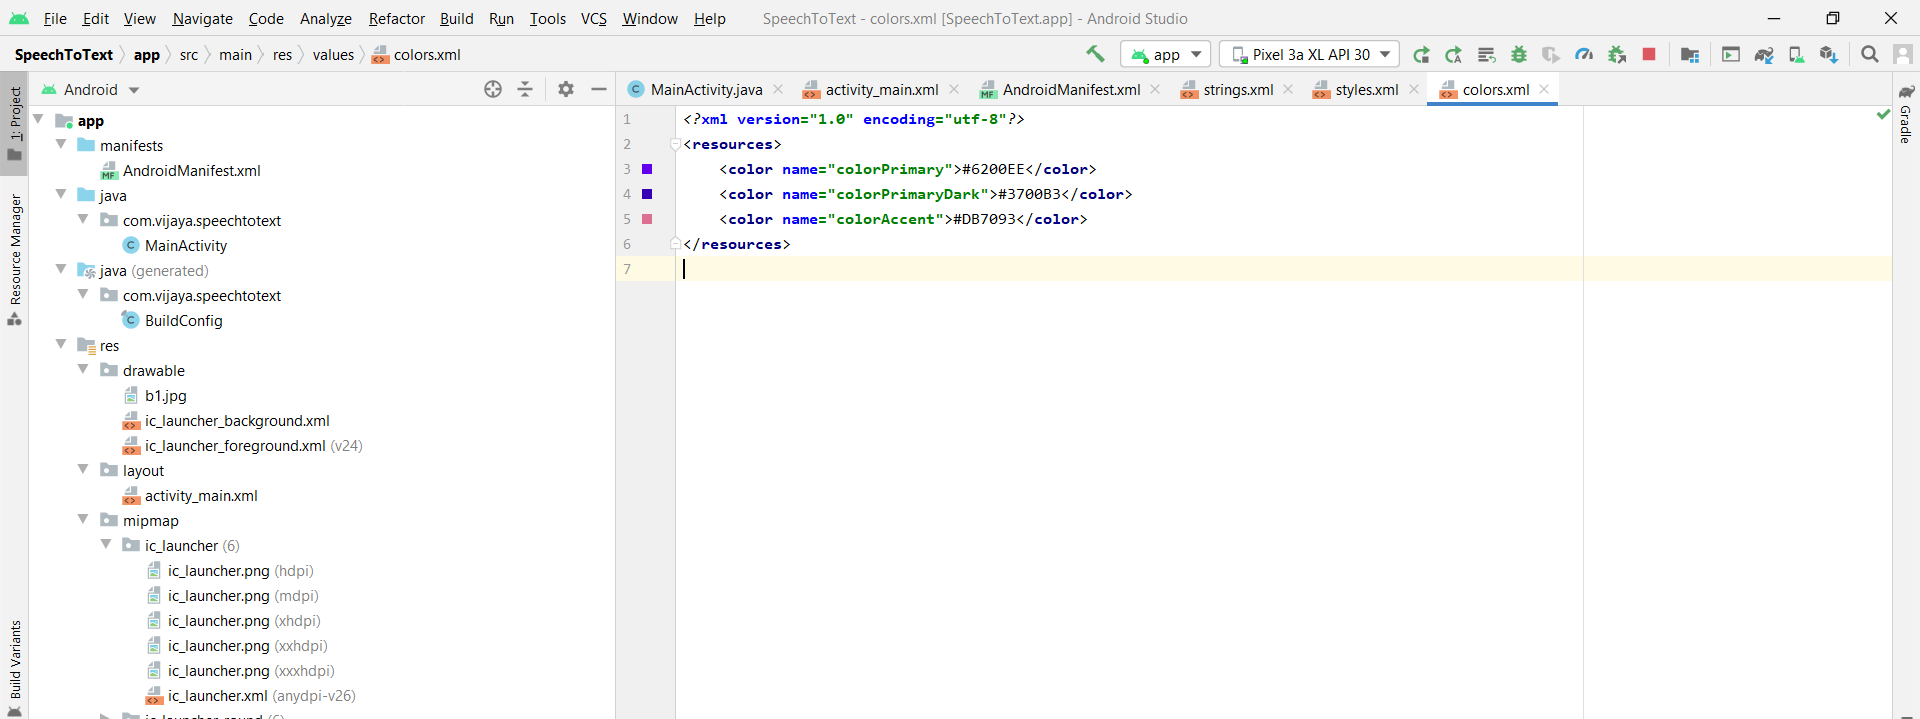 File Edit View Navigate Code Analyze Refactor Build Run Tools VCS Window Help SpeechToText - colors.xml [SpeechToText.app] - Android Studio
SpeechToText app src main res values colors.xml app Pixel 3a XL API 30
1: Project
Resource Manager
Build Variants
Android
app
manifests
AndroidManifest.xml
java
com.vijaya.speechtotext
MainActivity
java (generated)
com.vijaya.speechtotext
BuildConfig
res
drawable
b1.jpg
ic_launcher_background.xml
ic_launcher_foreground.xml (v24)
layout
activity_main.xml
mipmap
ic_launcher (6)
ic_launcher.png (hdpi)
ic_launcher.png (mdpi)
ic_launcher.png (xhdpi)
ic_launcher.png (xxhdpi)
ic_launcher.png (xxxhdpi)
ic_launcher.xml (anydpi-v26)
ic_launcher_round (6)
MainActivity.java activity_main.xml AndroidManifest.xml strings.xml styles.xml colors.xml
1 <?xml version="1.0" encoding="utf-8"?>
2 <resources>
3 <color name="colorPrimary">#6200EE</color>
4 <color name="colorPrimaryDark">#3700B3</color>
5 <color name="colorAccent">#DB7093</color>
6 </resources>
7
Gradle